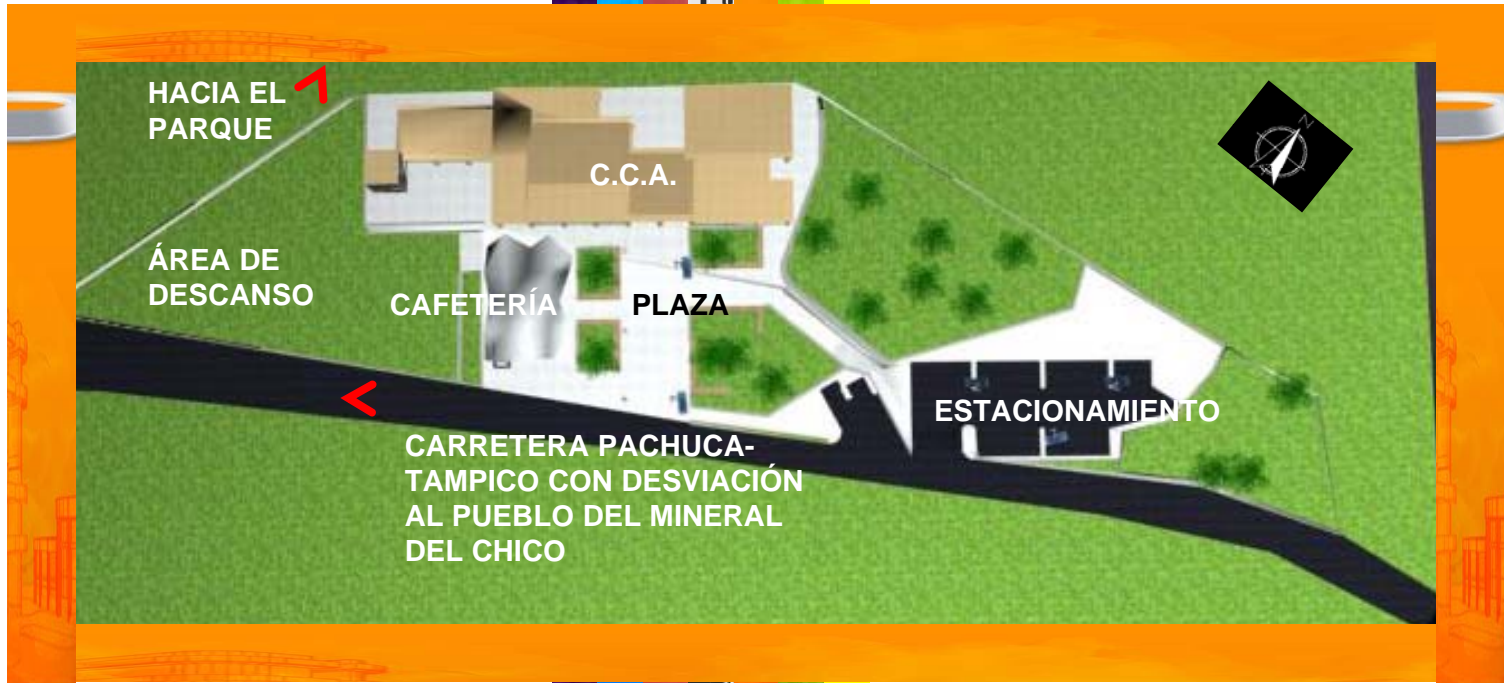 HACIA EL
PARQUE
N
C.C.A.
ÁREA DE
DESCANSO
CAFETERÍA
PLAZA
ESTACIONAMIENTO
CARRETERA PACHUCA-
TAMPICO CON DESVIACIÓN
AL PUEBLO DEL MINERAL
DEL CHICO